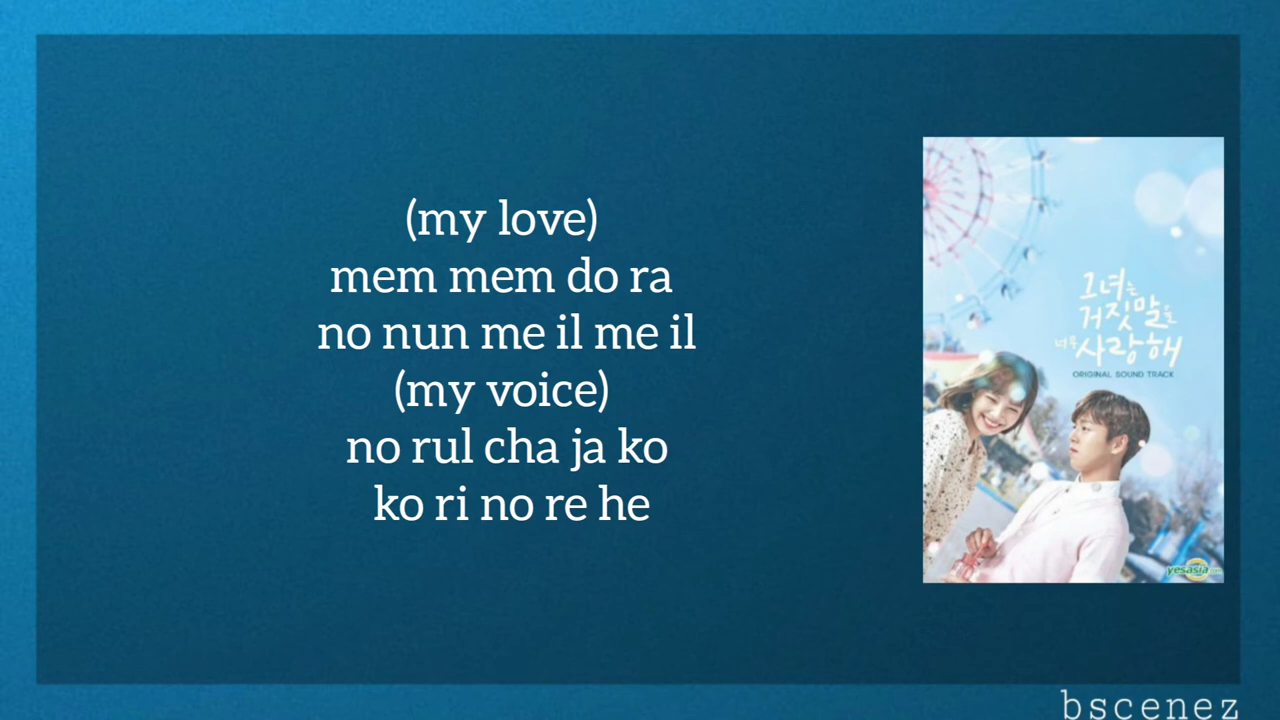 (my love)
mem mem do ra
no nun me il me il
(my voice)
no rul cha ja ko
ko ri no re he
그녀는
거짓말을
너무 사랑해
ORIGINAL SOUND TRACK
yesasia.com
bscenez